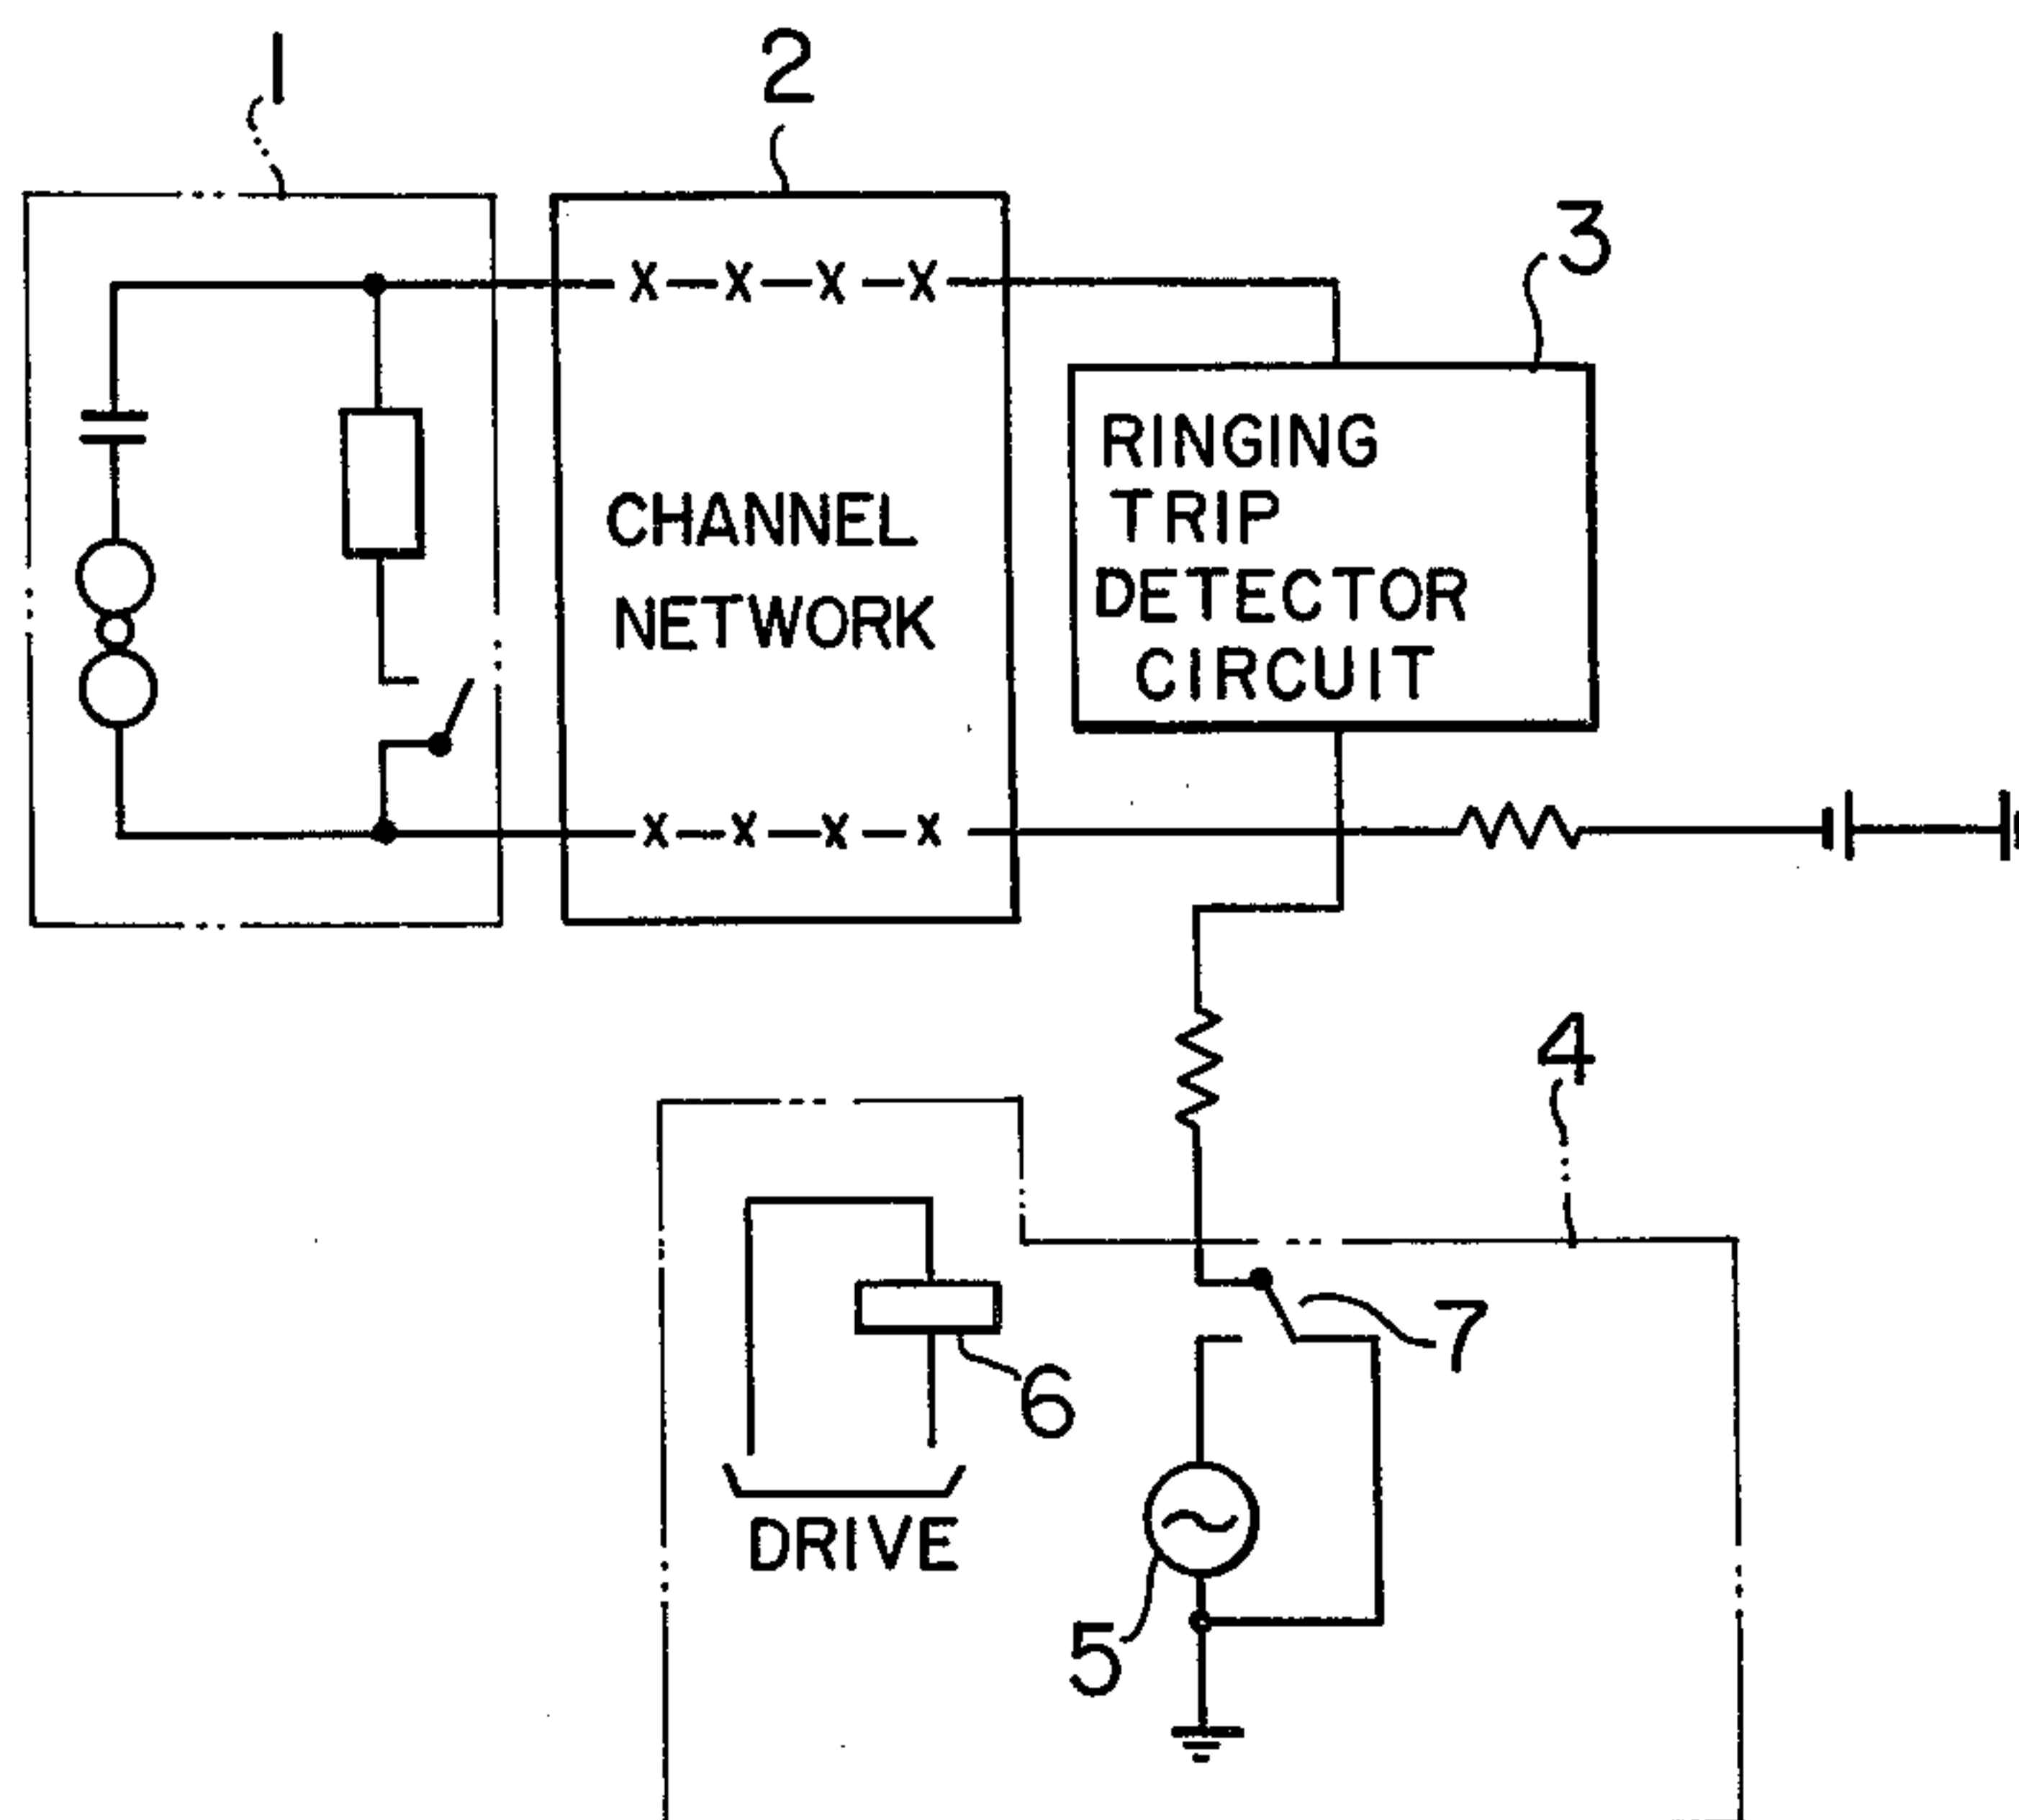 1
2
3
CHANNEL
NETWORK
RINGING
TRIP
DETECTOR
CIRCUIT
X-X-X-X
X-X-X-X
4
6
7
DRIVE
5